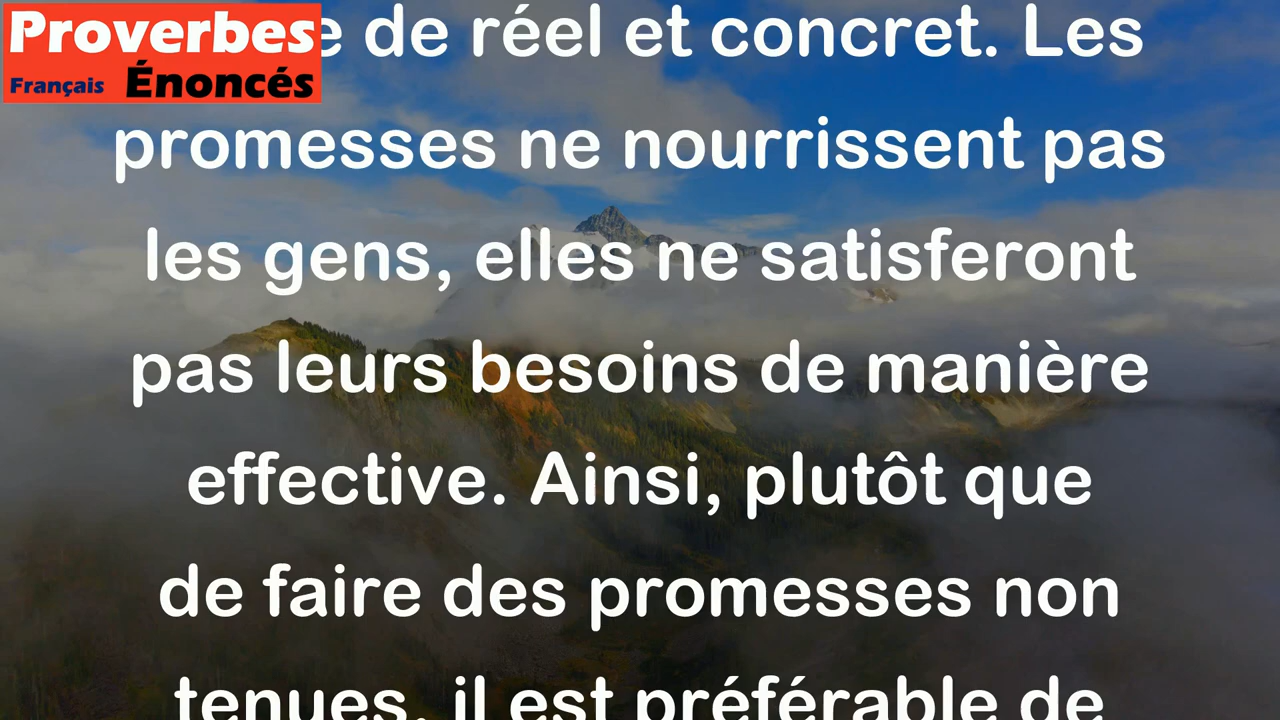 Proverbes
Français Énoncés
de réel et concret. Les
promesses ne nourrissent pas
les gens, elles ne satisferont
pas leurs besoins de manière
effective. Ainsi, plutôt que
de faire des promesses non
tenues, il est préférable de